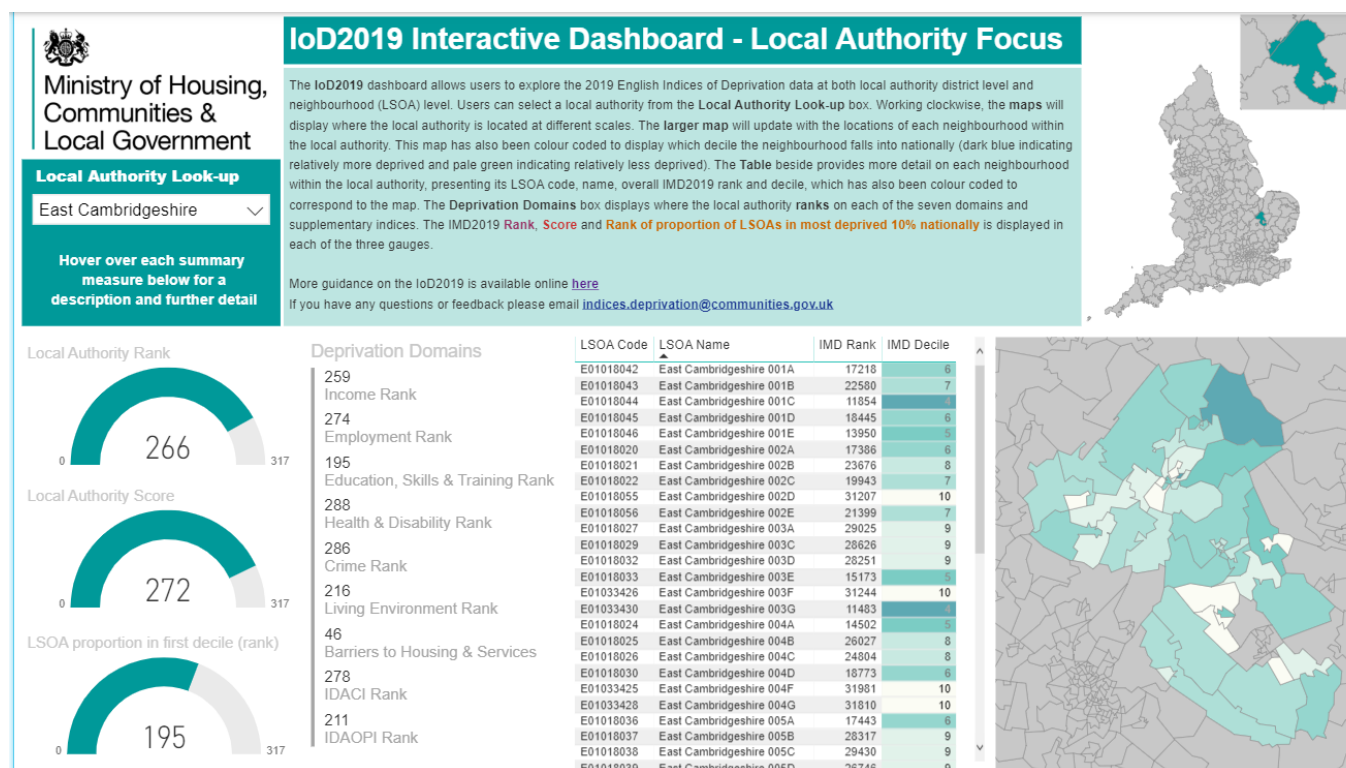 IoD2019 Interactive Dashboard - Local Authority Focus
Ministry of Housing,
Communities &
Local Government
The IoD2019 dashboard allows users to explore the 2019 English Indices of Deprivation data at both local authority district level and
neighbourhood (LSOA) level. Users can select a local authority from the Local Authority Look-up box. Working clockwise, the maps will
display where the local authority is located at different scales. The larger map will update with the locations of each neighbourhood within
the local authority. This map has also been colour coded to display which decile the neighbourhood falls into nationally (dark blue indicating
relatively more deprived and pale green indicating relatively less deprived). The Table beside provides more detail on each neighbourhood
within the local authority, presenting its LSOA code, name, overall IMD2019 rank and decile, which has also been colour coded to
correspond to the map. The Deprivation Domains box displays where the local authority ranks on each of the seven domains and
supplementary indices. The IMD2019 Rank, Score and Rank of proportion of LSOAs in most deprived 10% nationally is displayed in
each of the three gauges.
More guidance on the IoD2019 is available online here
If you have any questions or feedback please email indices.deprivation@communities.gov.uk
Local Authority Look-up
East Cambridgeshire
Hover over each summary
measure below for a
description and further detail
Local Authority Rank
266
0 317
Local Authority Score
272
0 317
LSOA proportion in first decile (rank)
195
0 317
Deprivation Domains
259
Income Rank
274
Employment Rank
195
Education, Skills & Training Rank
288
Health & Disability Rank
286
Crime Rank
216
Living Environment Rank
46
Barriers to Housing & Services
278
IDACI Rank
211
IDAOPI Rank
LSOA Code LSOA Name IMD Rank IMD Decile
E01018042 East Cambridgeshire 001A 17218 6
E01018043 East Cambridgeshire 001B 22580 7
E01018044 East Cambridgeshire 001C 11854 4
E01018045 East Cambridgeshire 001D 18445 6
E01018046 East Cambridgeshire 001E 13950 5
E01018020 East Cambridgeshire 002A 17386 6
E01018021 East Cambridgeshire 002B 23676 8
E01018022 East Cambridgeshire 002C 19943 7
E01018055 East Cambridgeshire 002D 31207 10
E01018056 East Cambridgeshire 002E 21399 7
E01018027 East Cambridgeshire 003A 29025 9
E01018029 East Cambridgeshire 003C 28626 9
E01018032 East Cambridgeshire 003D 28251 9
E01018033 East Cambridgeshire 003E 15173 5
E01033426 East Cambridgeshire 003F 31244 10
E01033430 East Cambridgeshire 003G 11483 4
E01018024 East Cambridgeshire 004A 14502 5
E01018025 East Cambridgeshire 004B 26027 8
E01018026 East Cambridgeshire 004C 24804 8
E01018030 East Cambridgeshire 004D 18773 6
E01033425 East Cambridgeshire 004F 31981 10
E01033428 East Cambridgeshire 004G 31810 10
E01018036 East Cambridgeshire 005A 17443 6
E01018037 East Cambridgeshire 005B 28317 9
E01018038 East Cambridgeshire 005C 29430 9
E01018039 East Cambridgeshire 005D 26746 9